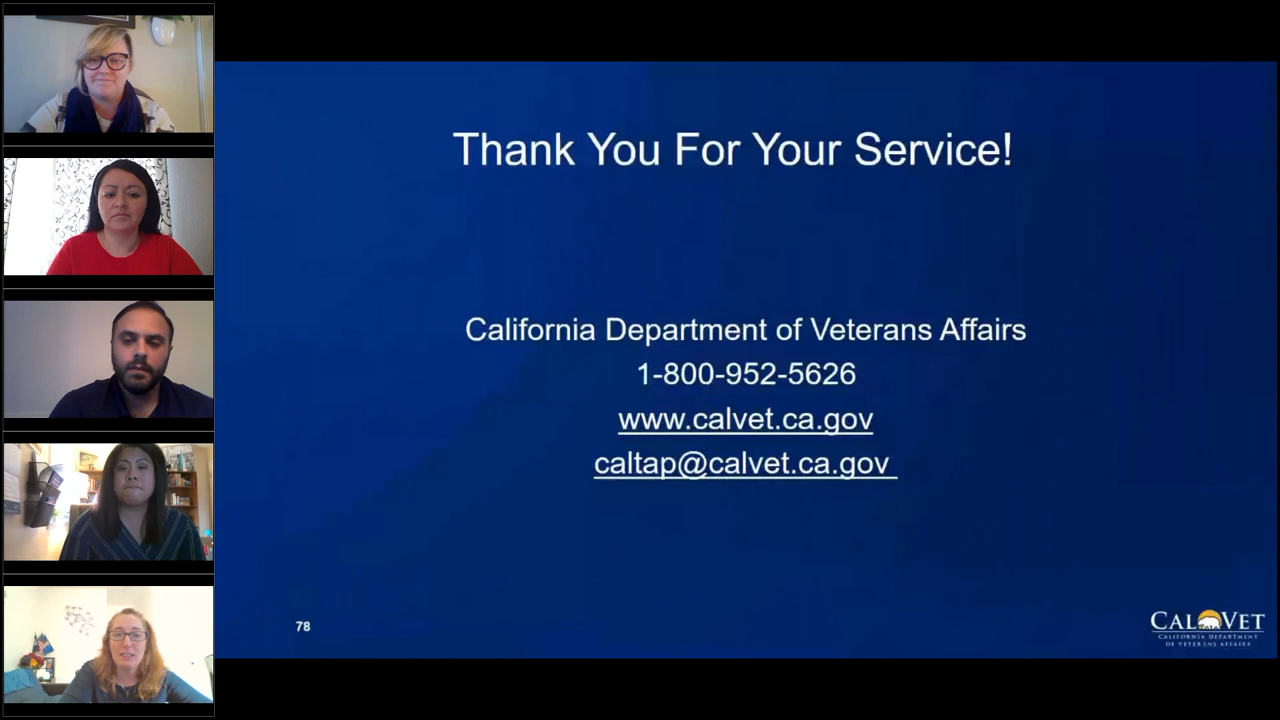 Thank You For Your Service!
California Department of Veterans Affairs
1-800-952-5626
www.calvet.ca.gov
caltap@calvet.ca.gov
78
CALVET
CALIFORNIA DEPARTMENT
OF VETERANS AFFAIRS